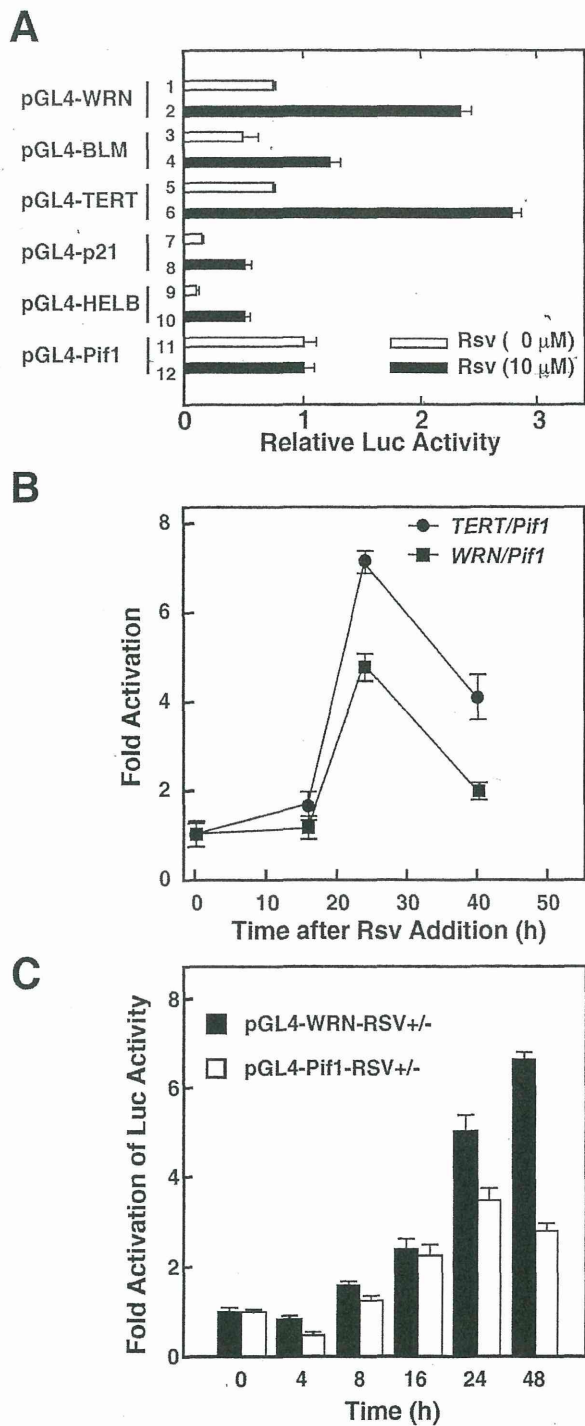 A
pGL4-WRN
1
2
pGL4-BLM
3
4
pGL4-TERT
5
6
pGL4-p21
7
8
pGL4-HELB
9
10
pGL4-Pif1
11
12
Rsv ( 0 µM)
Rsv (10 µM)
0 1 2 3
Relative Luc Activity
B
TERT/Pif1
WRN/Pif1
8
6
4
2
0
Fold Activation
0 10 20 30 40 50
Time after Rsv Addition (h)
C
pGL4-WRN-RSV+/-
pGL4-Pif1-RSV+/-
8
6
4
2
0
Fold Activation of Luc Activity
0 4 8 16 24 48
Time (h)